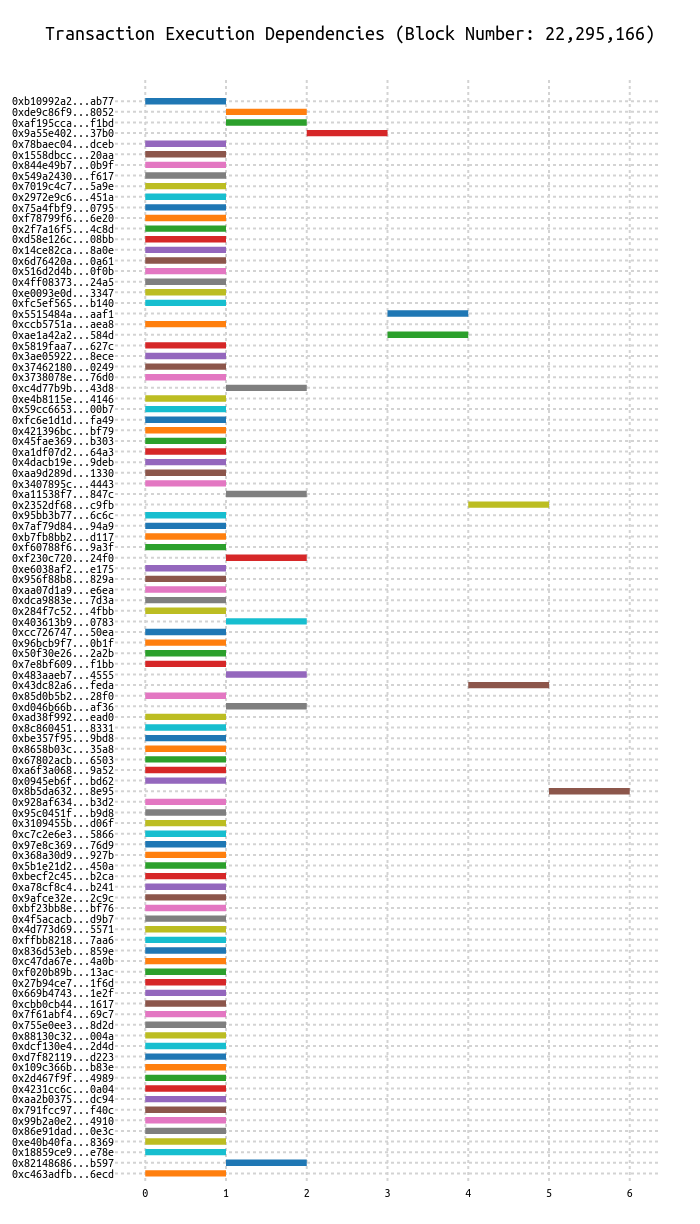 Transaction Execution Dependencies (Block Number: 22,295,166)
0xb10992a2...ab77
0xde9c86f9...8052
0xaf195cca...f1bd
0x9a55e402...37b0
0x78baec04...dceb
0x1558dbcc...20aa
0x844e49b7...0b9f
0x549a2430...f617
0x7019c4c7...5a9e
0x2972e9c6...451a
0x75a4fbf9...0795
0xf78799f6...6e20
0x2f7a16f5...4c8d
0xd58e126c...08bb
0x14ce82ca...8a0e
0x6d76420a...0a61
0x516d2d4b...0f0b
0x4ff08373...24a5
0xe0093e0d...3347
0xfc5ef565...b140
0x5515484a...aaf1
0xccb5751a...aea8
0xae1a42a2...584d
0x5819faa7...627c
0x3ae05922...8ece
0x37462180...0249
0x3738078e...76d0
0xc4d77b9b...43d8
0xe4b8115e...4146
0x59cc6653...00b7
0xfc6e1d1d...fa49
0x421396bc...bf79
0x45fae369...b303
0xa1df07d2...64a3
0x4dacb19e...9deb
0xaa9d289d...1330
0x3407895c...4443
0xa11538f7...847c
0x2352df68...c9fb
0x95bb3b77...6c6c
0x7af79d84...94a9
0xb7fb8bb2...d117
0xf60788f6...9a3f
0xf230c720...24f0
0xe6038af2...e175
0x956f88b8...829a
0xaa07d1a9...e6ea
0xdca9883e...7d3a
0x284f7c52...4fbb
0x403613b9...0783
0xcc726747...50ea
0x96bcb9f7...0b1f
0x50f30e26...2a2b
0x7e8bf609...f1bb
0x483aaeb7...4555
0x43dc82a6...feda
0x85d0b5b2...28f0
0xd046b66b...af36
0xad38f992...ead0
0x8c860451...8331
0xbe357f95...9bd8
0x8658b03c...35a8
0x67802acb...6503
0xa6f3a068...9a52
0x0945eb6f...bd62
0x8b5da632...8e95
0x928af634...b3d2
0x95c0451f...b9d8
0x3109455b...d06f
0xc7c2e6e3...5866
0x97e8c369...76d9
0x368a30d9...927b
0x5b1e21d2...450a
0xbecf2c45...b2ca
0xa78cf8c4...b241
0x9afce32e...2c9c
0xbf23bb8e...bf76
0x4f5acacb...d9b7
0x4d773d69...5571
0xffbb8218...7aa6
0x836d53eb...859e
0xc47da67e...4a0b
0xf020b89b...13ac
0x27b94ce7...1f6d
0x669b4743...1e2f
0xcbb0cb44...1617
0x7f61abf4...69c7
0x755e0ee3...8d2d
0x88130c32...004a
0xdcf130e4...2d4d
0xd7f82119...d223
0x109c366b...b83e
0x2d467f9f...4989
0x4231cc6c...0a04
0xaa2b0375...dc94
0x791fcc97...f40c
0x99b2a0e2...4910
0x86e91dad...0e3c
0xe40b40fa...8369
0x18859ce9...e78e
0x82148686...b597
0xc463adfb...6ecd
0 1 2 3 4 5 6